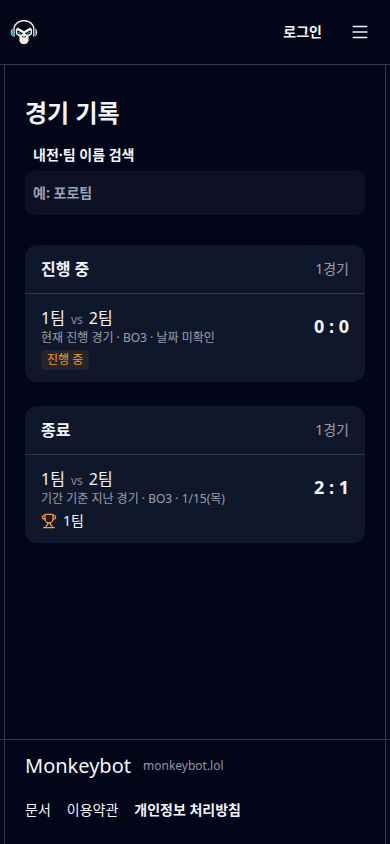 로그인
경기 기록
내전·팀 이름 검색
예: 포로팀
진행 중 1경기
1팀 vs 2팀 0 : 0
현재 진행 경기 · BO3 · 날짜 미확인
진행 중
종료 1경기
1팀 vs 2팀 2 : 1
기간 기준 지난 경기 · BO3 · 1/15(목)
1팀
Monkeybot monkeybot.lol
문서 이용약관 개인정보 처리방침